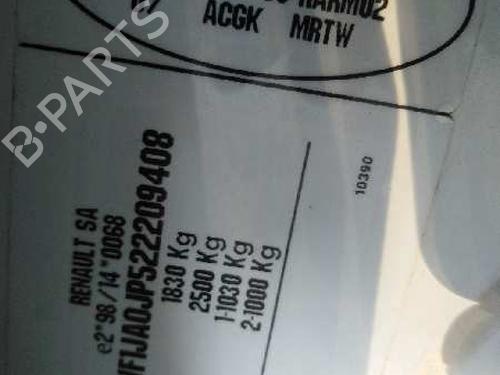 ACGK MRTW
RENAULT SA
e2*98/14*0068
VF1JA0JP522209408
1830 Kg
2500 Kg
1-1030 Kg
2-1000 Kg
10390
B-PARTS